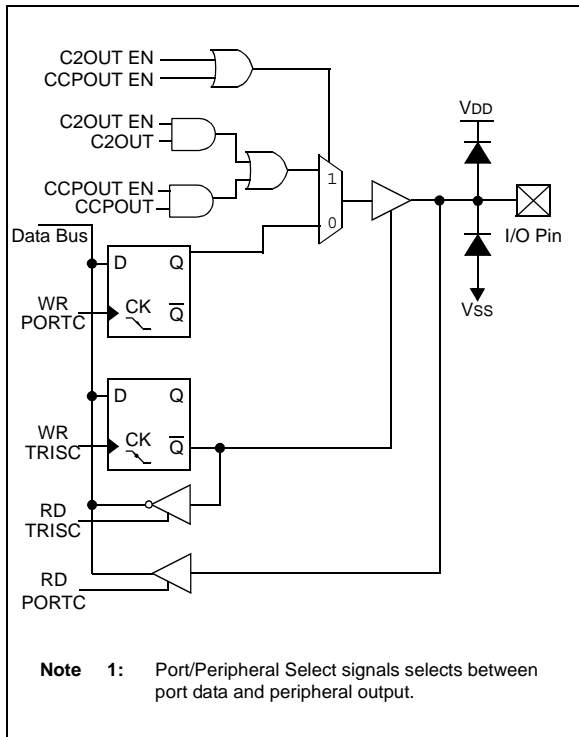 C2OUT EN
CCPOUT EN
C2OUT EN
C2OUT
CCPOUT EN
CCPOUT
1
0
VDD
I/O Pin
VSS
Data Bus
D Q
WR
PORTC
CK Q
D Q
WR
TRISC
CK Q
RD
TRISC
RD
PORTC
Note 1: Port/Peripheral Select signals selects between
port data and peripheral output.